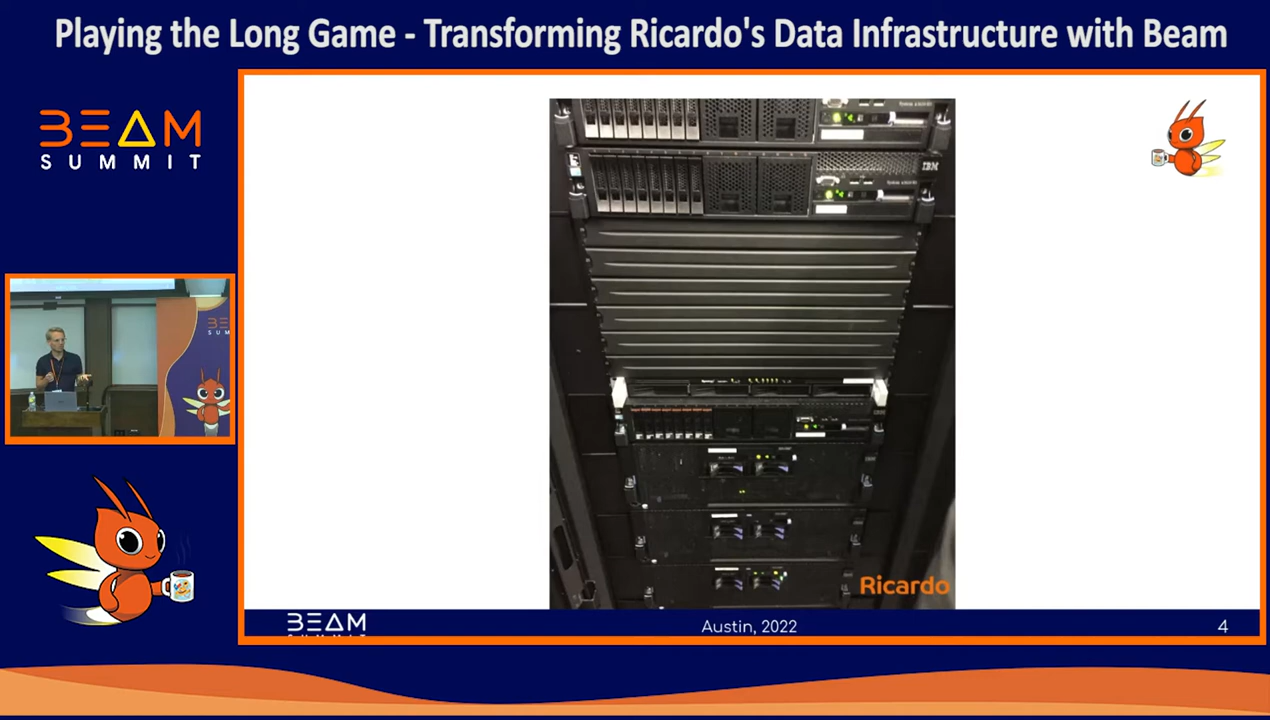 Playing the Long Game - Transforming Ricardo's Data Infrastructure with Beam
BEAM
SUMMIT
IBM
Ricardo
BEAM
Austin, 2022
4